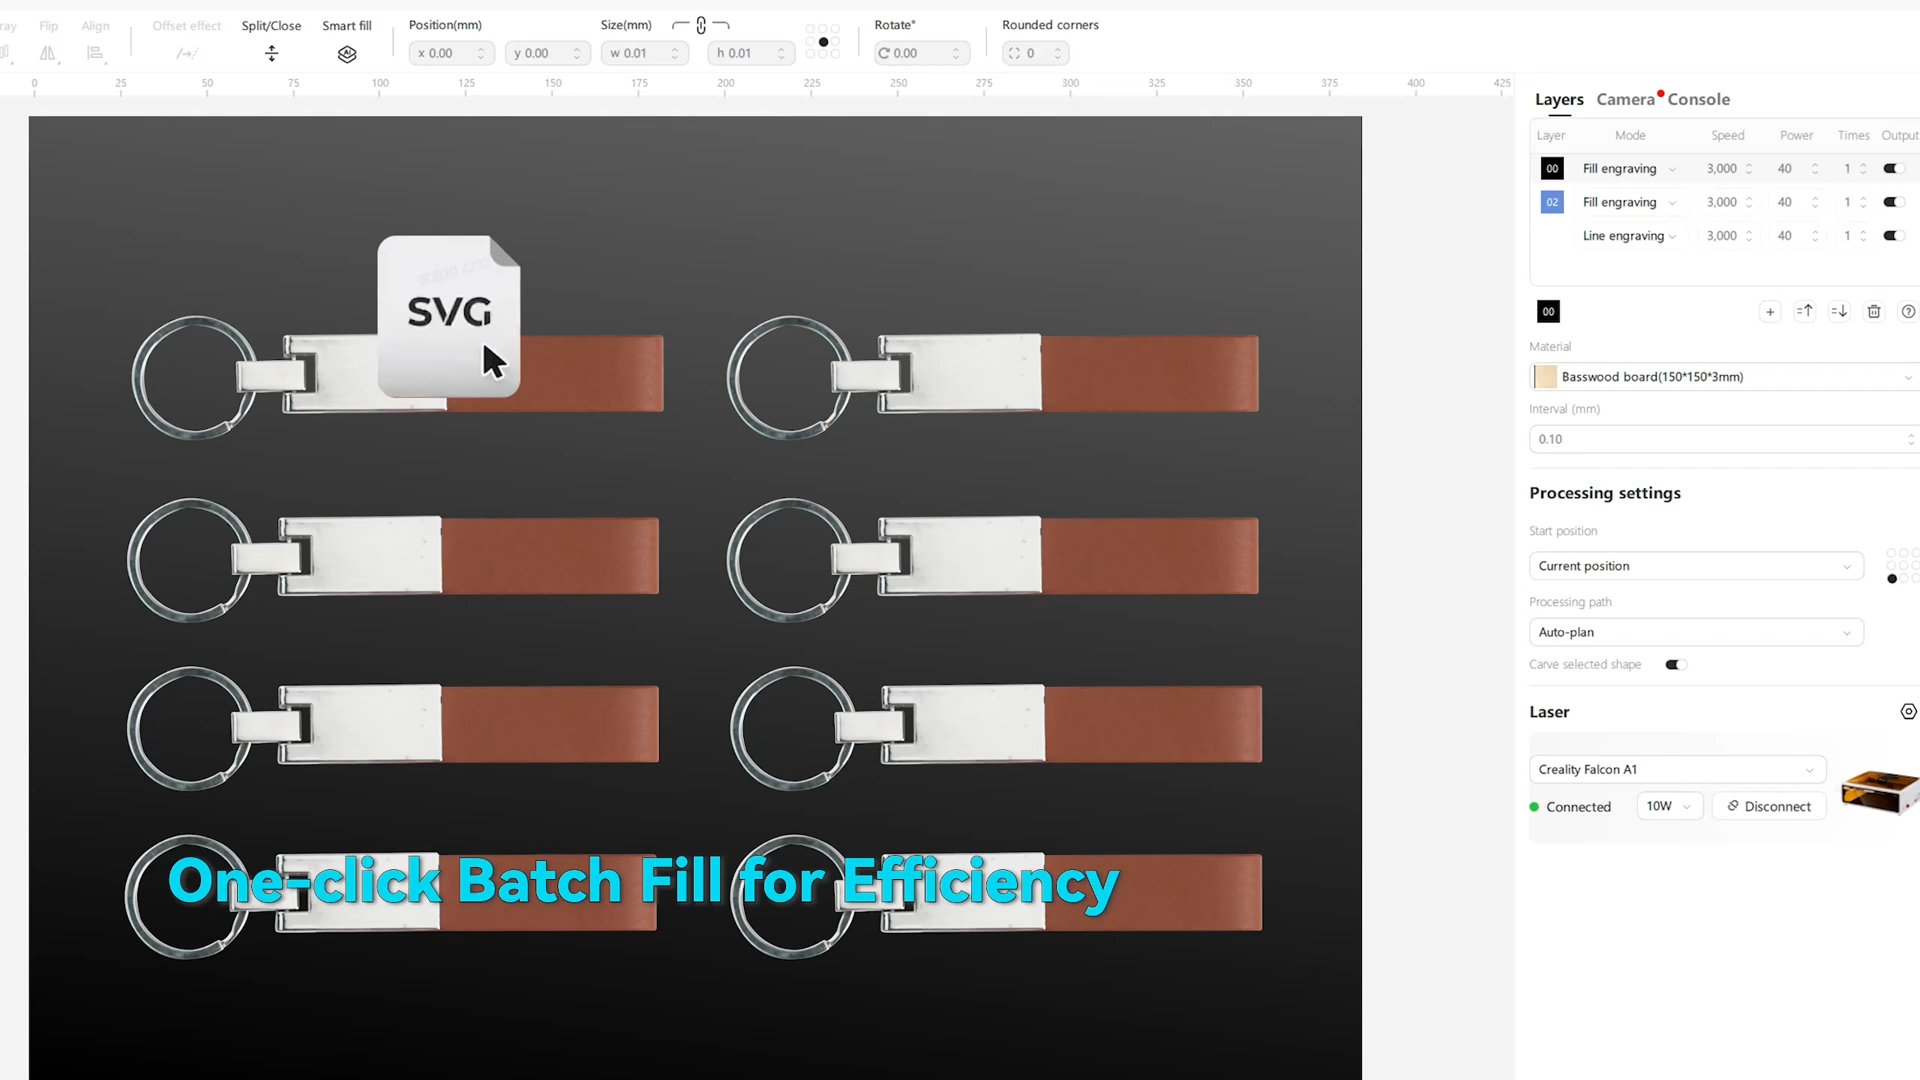 ray Flip Align Offset effect Split/Close Smart fill Position(mm) Size(mm) Rotate° Rounded corners
x 0.00 y 0.00 w 0.01 h 0.01 0.00 0
0 25 50 75 100 125 150 175 200 225 250 275 300 325 350 375 400 425
Layers Camera Console
Layer Mode Speed Power Times Output
00 Fill engraving 3,000 40 1
02 Fill engraving 3,000 40 1
Line engraving 3,000 40 1
SVG
00
Material
Basswood board(150*150*3mm)
Interval (mm)
0.10
Processing settings
Start position
Current position
Processing path
Auto-plan
Carve selected shape
Laser
Creality Falcon A1
Connected 10W Disconnect
One-click Batch Fill for Efficiency